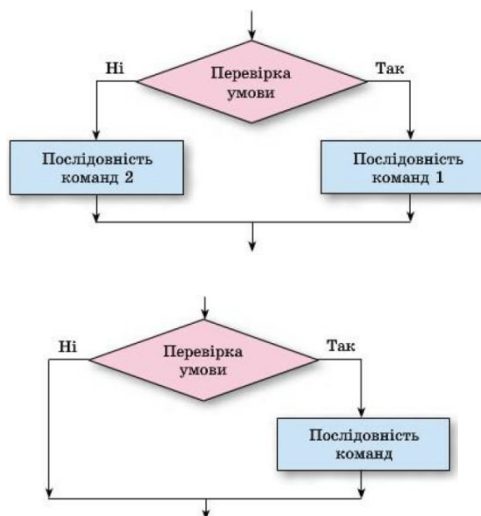 Ні
Перевірка
умови
Так
Послідовність
команд 2
Послідовність
команд 1
Ні
Перевірка
умови
Так
Послідовність
команд